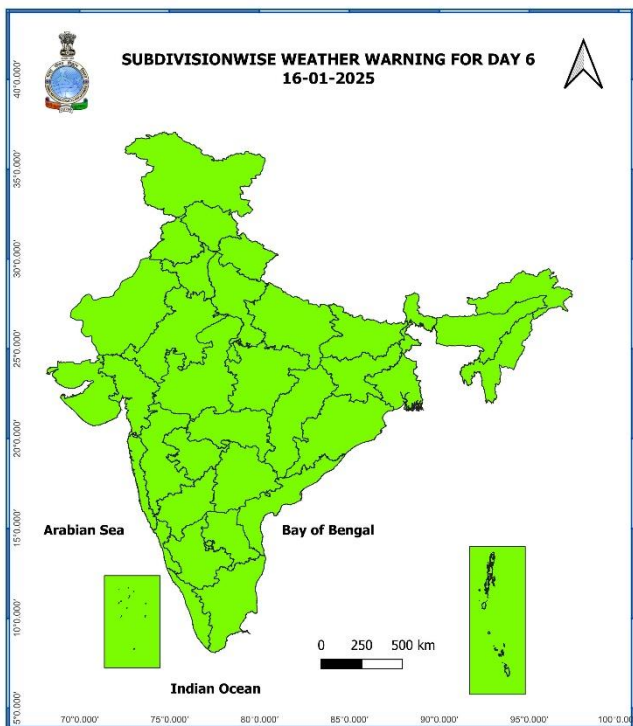 SUBDIVISIONWISE WEATHER WARNING FOR DAY 6
16-01-2025
40°0.000'
35°0.000'
30°0.000'
25°0.000'
20°0.000'
15°0.000'
10°0.000'
5°0.000'
Arabian Sea
Bay of Bengal
0 250 500 km
Indian Ocean
70°0.000' 75°0.000' 80°0.000' 85°0.000' 90°0.000' 95°0.000' 100°0.0